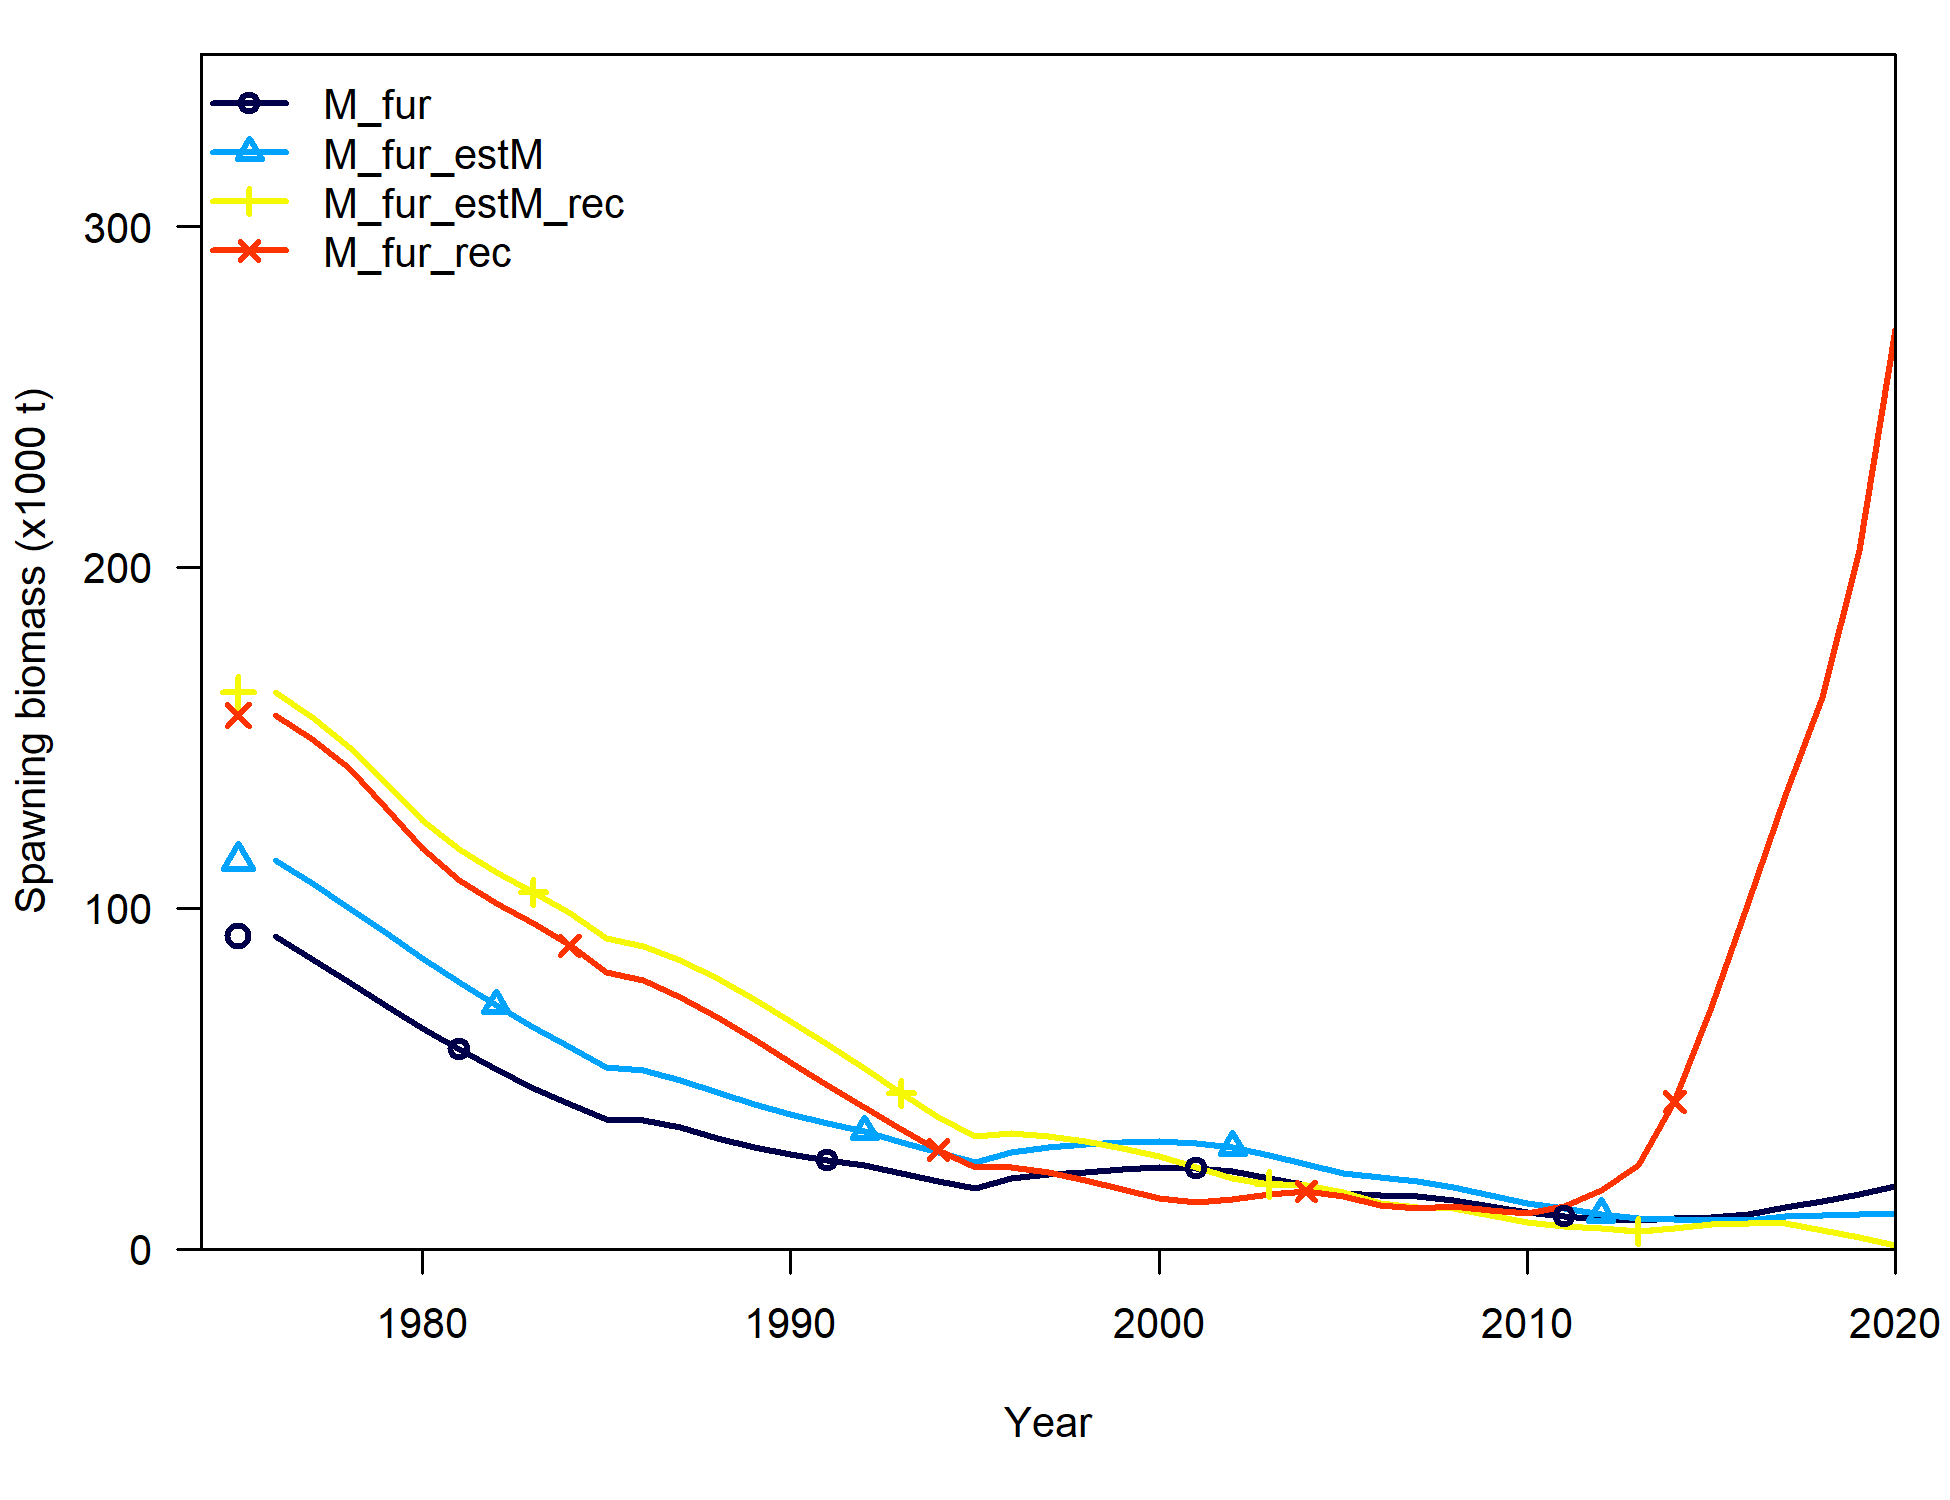 M_fur
M_fur_estM
M_fur_estM_rec
M_fur_rec
Spawning biomass (x1000 t)
300
200
100
0
1980 1990 2000 2010 2020
Year